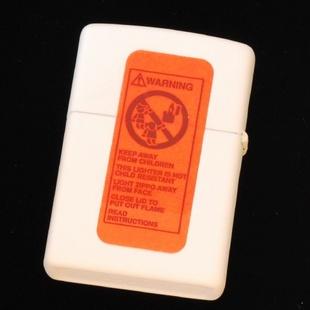 WARNING
KEEP AWAY
FROM CHILDREN
THIS LIGHTER IS NOT
CHILD RESISTANT
LIGHT ZIPPO AWAY
FROM FACE
CLOSE LID TO
PUT OUT FLAME
READ
INSTRUCTIONS